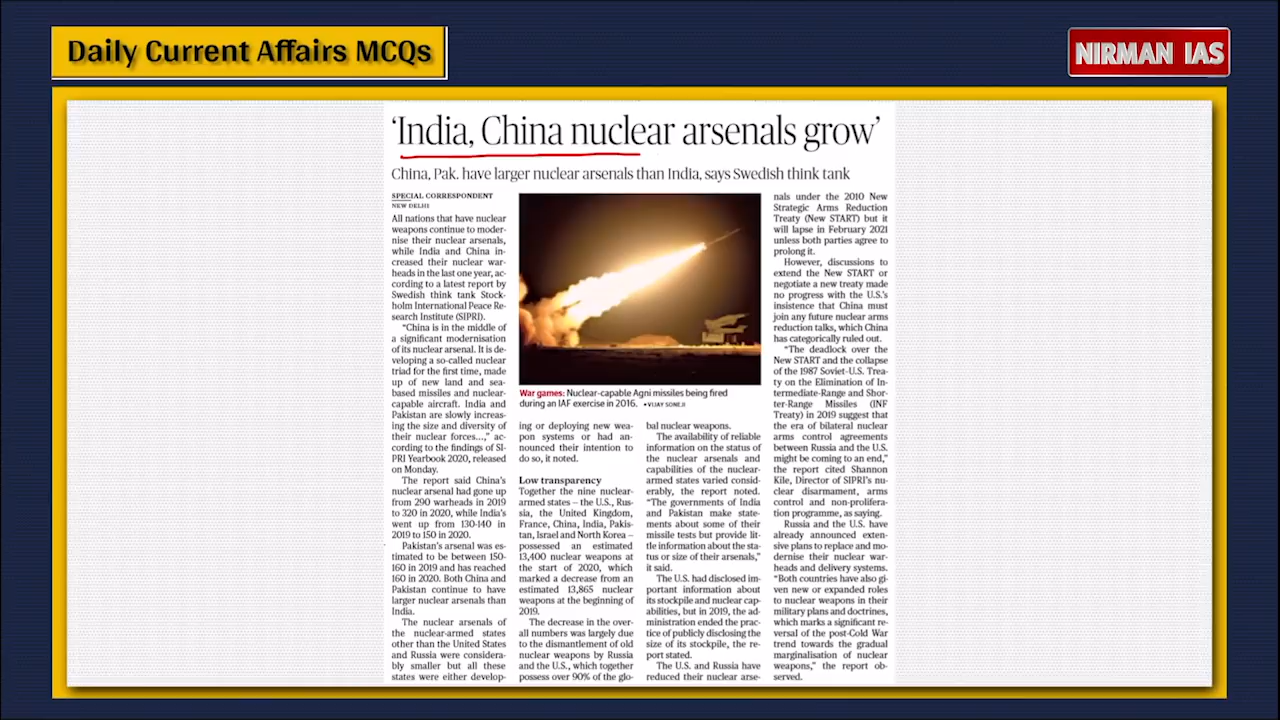 Daily Current Affairs MCQs
NIRMAN IAS
‘India, China nuclear arsenals grow’
China, Pak. have larger nuclear arsenals than India, says Swedish think tank
SPECIAL CORRESPONDENT
NEW DELHI
All nations that have nuclear
weapons continue to moder-
nise their nuclear arsenals,
while India and China in-
creased their nuclear war-
heads in the last one year, ac-
cording to a latest report by
Swedish think tank Stock-
holm International Peace Re-
search Institute (SIPRI).
“China is in the middle of
a significant modernisation
of its nuclear arsenal. It is de-
veloping a so-called nuclear
triad for the first time, made
up of new land and sea-
based missiles and nuclear-
capable aircraft. India and
Pakistan are slowly increas-
ing the size and diversity of
their nuclear forces...,” ac-
cording to the findings of SI-
PRI Yearbook 2020, released
on Monday.
The report said China’s
nuclear arsenal had gone up
from 290 warheads in 2019
to 320 in 2020, while India’s
went up from 130-140 in
2019 to 150 in 2020.
Pakistan’s arsenal was es-
timated to be between 150-
160 in 2019 and has reached
160 in 2020. Both China and
Pakistan continue to have
larger nuclear arsenals than
India.
The nuclear arsenals of
the nuclear-armed states
other than the United States
and Russia were considera-
bly smaller but all these
states were either develop-
War games: Nuclear-capable Agni missiles being fired
during an IAF exercise in 2016. • VIJAY SONEJI
ing or deploying new wea-
pon systems or had an-
nounced their intention to
do so, it noted.
Low transparency
Together the nine nuclear-
armed states – the U.S., Rus-
sia, the United Kingdom,
France, China, India, Pakis-
tan, Israel and North Korea –
possessed an estimated
13,400 nuclear weapons at
the start of 2020, which
marked a decrease from an
estimated 13,865 nuclear
weapons at the beginning of
2019.
The decrease in the over-
all numbers was largely due
to the dismantlement of old
nuclear weapons by Russia
and the U.S., which together
possess over 90% of the glo-
bal nuclear weapons.
The availability of reliable
information on the status of
the nuclear arsenals and
capabilities of the nuclear-
armed states varied consid-
erably, the report noted.
“The governments of India
and Pakistan make state-
ments about some of their
missile tests but provide lit-
tle information about the sta-
tus or size of their arsenals,”
it said.
The U.S. had disclosed im-
portant information about
its stockpile and nuclear cap-
abilities, but in 2019, the ad-
ministration ended the prac-
tice of publicly disclosing the
size of its stockpile, the re-
port stated.
The U.S. and Russia have
reduced their nuclear arse-
nals under the 2010 New
Strategic Arms Reduction
Treaty (New START) but it
will lapse in February 2021
unless both parties agree to
prolong it.
However, discussions to
extend the New START or
negotiate a new treaty made
no progress with the U.S.’s
insistence that China must
join any future nuclear arms
reduction talks, which China
has categorically ruled out.
“The deadlock over the
New START and the collapse
of the 1987 Soviet-U.S. Trea-
ty on the Elimination of In-
termediate-Range and Shor-
ter-Range Missiles (INF
Treaty) in 2019 suggest that
the era of bilateral nuclear
arms control agreements
between Russia and the U.S.
might be coming to an end,”
the report cited Shannon
Kile, Director of SIPRI’s nu-
clear disarmament, arms
control and non-prolifera-
tion programme, as saying.
Russia and the U.S. have
already announced exten-
sive plans to replace and mo-
dernise their nuclear war-
heads and delivery systems.
“Both countries have also gi-
ven new or expanded roles
to nuclear weapons in their
military plans and doctrines,
which marks a significant re-
versal of the post-Cold War
trend towards the gradual
marginalisation of nuclear
weapons,” the report ob-
served.